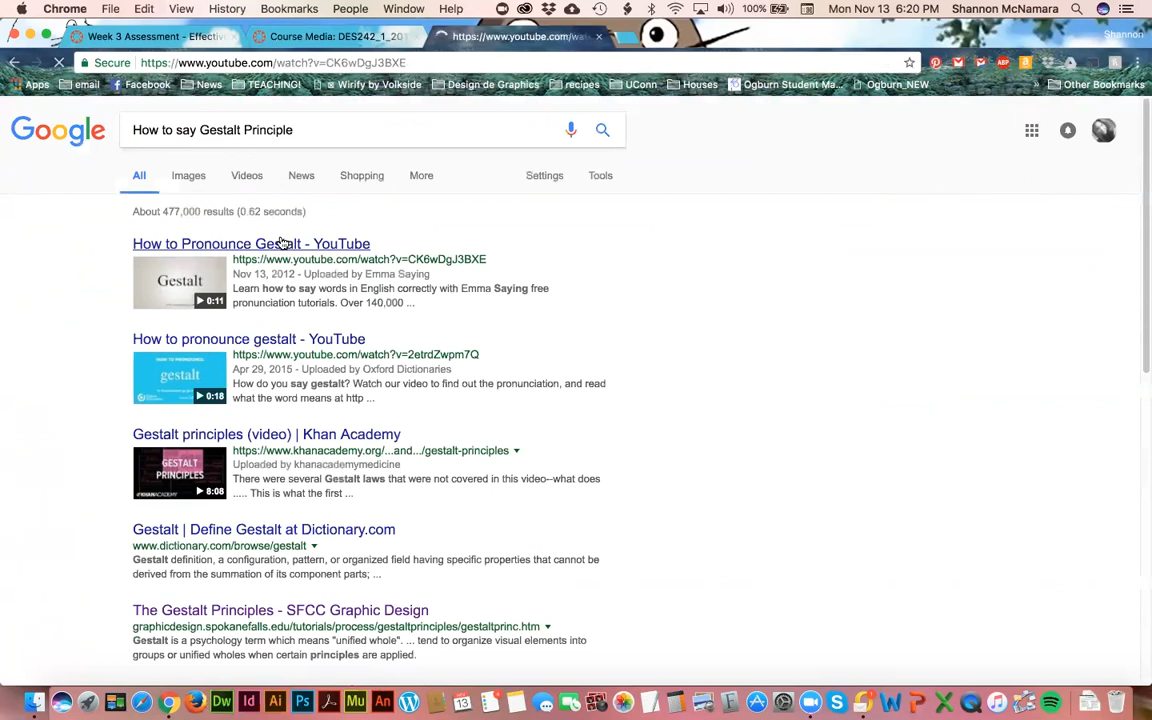 Chrome File Edit View History Bookmarks People Window Help 100% Mon Nov 13 6:20 PM Shannon McNamara
Week 3 Assessment - Effectiv Course Media: DES242_1_201 https://www.youtube.com/wat Shannon
Secure https://www.youtube.com/watch?v=CK6wDgJ3BXE
Apps email Facebook News TEACHING! Wirify by Volkside Design de Graphics recipes UConn Houses Ogburn Student Ma... Ogburn_NEW » Other Bookmarks
Google How to say Gestalt Principle
All Images Videos News Shopping More Settings Tools
About 477,000 results (0.62 seconds)
How to Pronounce Gestalt - YouTube
https://www.youtube.com/watch?v=CK6wDgJ3BXE
Nov 13, 2012 - Uploaded by Emma Saying
Gestalt
Learn how to say words in English correctly with Emma Saying free
0:11
pronunciation tutorials. Over 140,000 ...
How to pronounce gestalt - YouTube
https://www.youtube.com/watch?v=2etrdZwpm7Q
Apr 29, 2015 - Uploaded by Oxford Dictionaries
gestalt
How do you say gestalt? Watch our video to find out the pronunciation, and read
0:18
what the word means at http ...
Gestalt principles (video) | Khan Academy
https://www.khanacademy.org/...and.../gestalt-principles
Uploaded by khanacademymedicine
GESTALT
PRINCIPLES
There were several Gestalt laws that were not covered in this video--what does
8:08
..... This is what the first ...
Gestalt | Define Gestalt at Dictionary.com
www.dictionary.com/browse/gestalt
Gestalt definition, a configuration, pattern, or organized field having specific properties that cannot be
derived from the summation of its component parts; ...
The Gestalt Principles - SFCC Graphic Design
graphicdesign.spokanefalls.edu/tutorials/process/gestaltprinciples/gestaltprinc.htm
Gestalt is a psychology term which means "unified whole". ... tend to organize visual elements into
groups or unified wholes when certain principles are applied.
Dw Id Ai Ps Mu An 13